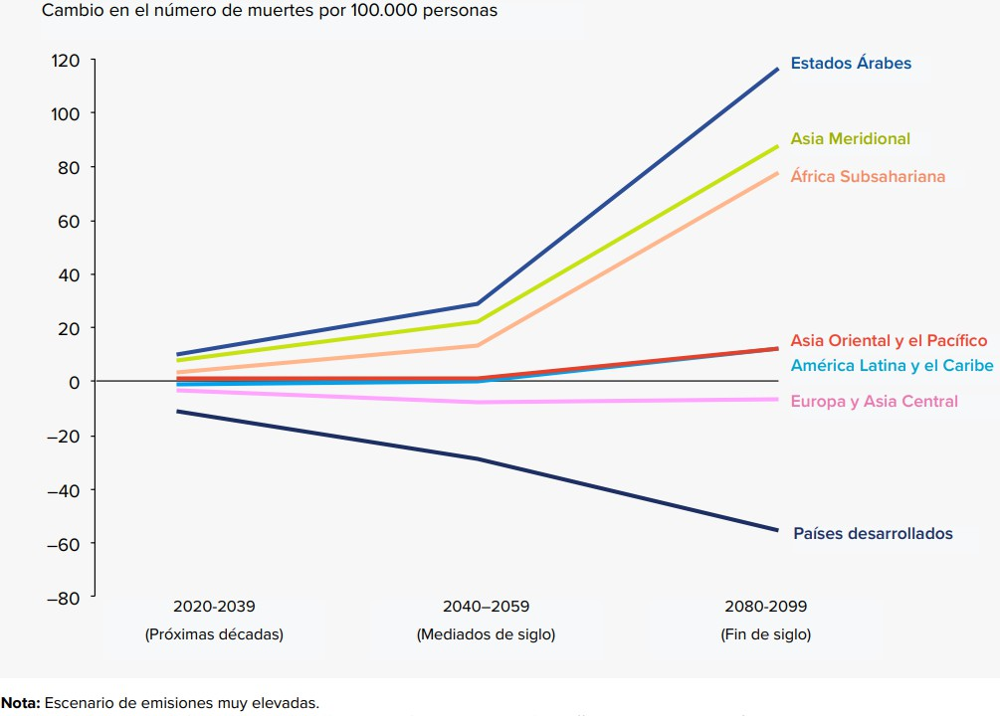 Cambio en el número de muertes por 100.000 personas
120
100
80
60
40
20
0
–20
–40
–60
–80
Estados Árabes
Asia Meridional
África Subsahariana
Asia Oriental y el Pacífico
América Latina y el Caribe
Europa y Asia Central
Países desarrollados
2020-2039 2040–2059 2080-2099
(Próximas décadas) (Mediados de siglo) (Fin de siglo)
Nota: Escenario de emisiones muy elevadas.